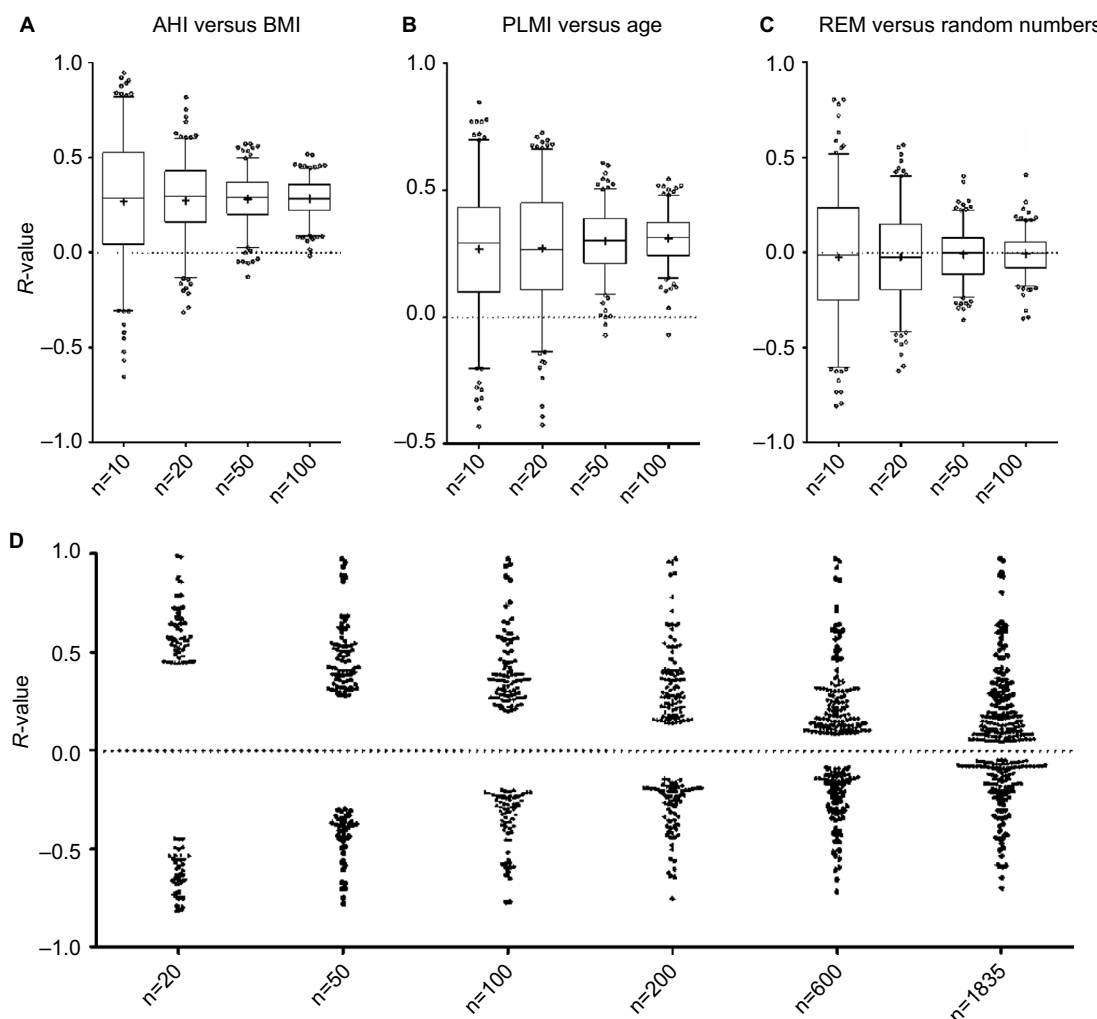 A AHI versus BMI
B PLMI versus age
C REM versus random numbers
R-value
1.0
0.5
0.0
–0.5
–1.0
n=10
n=20
n=50
n=100
1.0
0.5
0.0
–0.5
n=10
n=20
n=50
n=100
1.0
0.5
0.0
–0.5
–1.0
n=10
n=20
n=50
n=100
D
R-value
1.0
0.5
0.0
–0.5
–1.0
n=20
n=50
n=100
n=200
n=600
n=1835